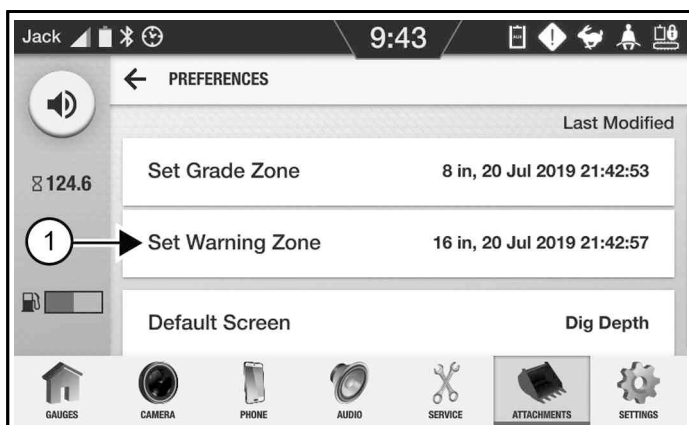 Jack 9:43
PREFERENCES
Last Modified
124.6
Set Grade Zone 8 in, 20 Jul 2019 21:42:53
1
Set Warning Zone 16 in, 20 Jul 2019 21:42:57
Default Screen Dig Depth
GAUGES CAMERA PHONE AUDIO SERVICE ATTACHMENTS SETTINGS